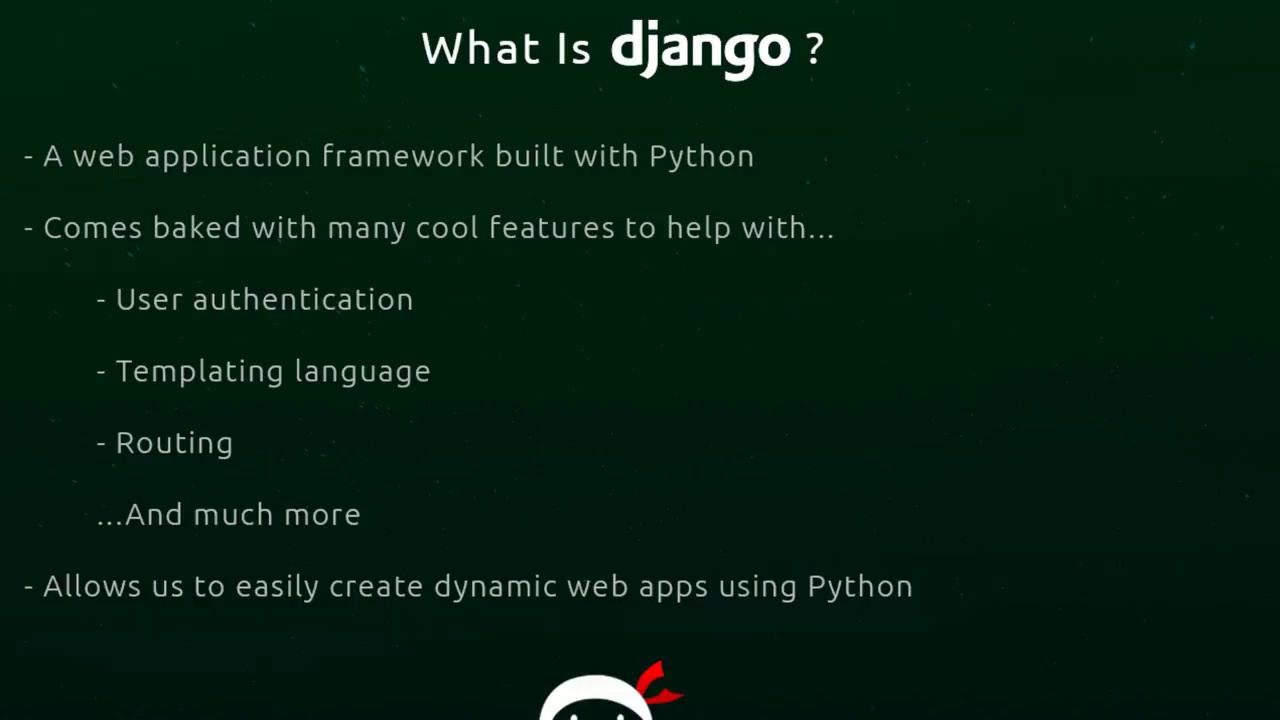 What Is django ?
- A web application framework built with Python
- Comes baked with many cool features to help with...
- User authentication
- Templating language
- Routing
...And much more
- Allows us to easily create dynamic web apps using Python